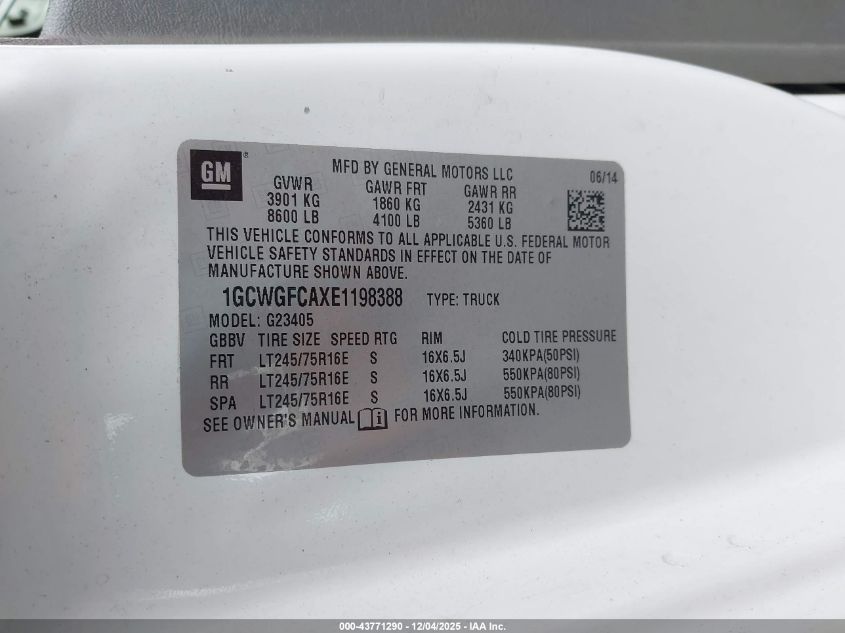 GM ®
MFD BY GENERAL MOTORS LLC 06/14
GVWR GAWR FRT GAWR RR
3901 KG 1860 KG 2431 KG
8600 LB 4100 LB 5360 LB
THIS VEHICLE CONFORMS TO ALL APPLICABLE U.S. FEDERAL MOTOR
VEHICLE SAFETY STANDARDS IN EFFECT ON THE DATE OF
MANUFACTURE SHOWN ABOVE.
1GCWGFCAXE1198388 TYPE: TRUCK
MODEL: G23405
GBBV TIRE SIZE SPEED RTG RIM COLD TIRE PRESSURE
FRT LT245/75R16E S 16X6.5J 340KPA(50PSI)
RR LT245/75R16E S 16X6.5J 550KPA(80PSI)
SPA LT245/75R16E S 16X6.5J 550KPA(80PSI)
SEE OWNER'S MANUAL FOR MORE INFORMATION.
000-43771290 - 12/04/2025 - IAA Inc.